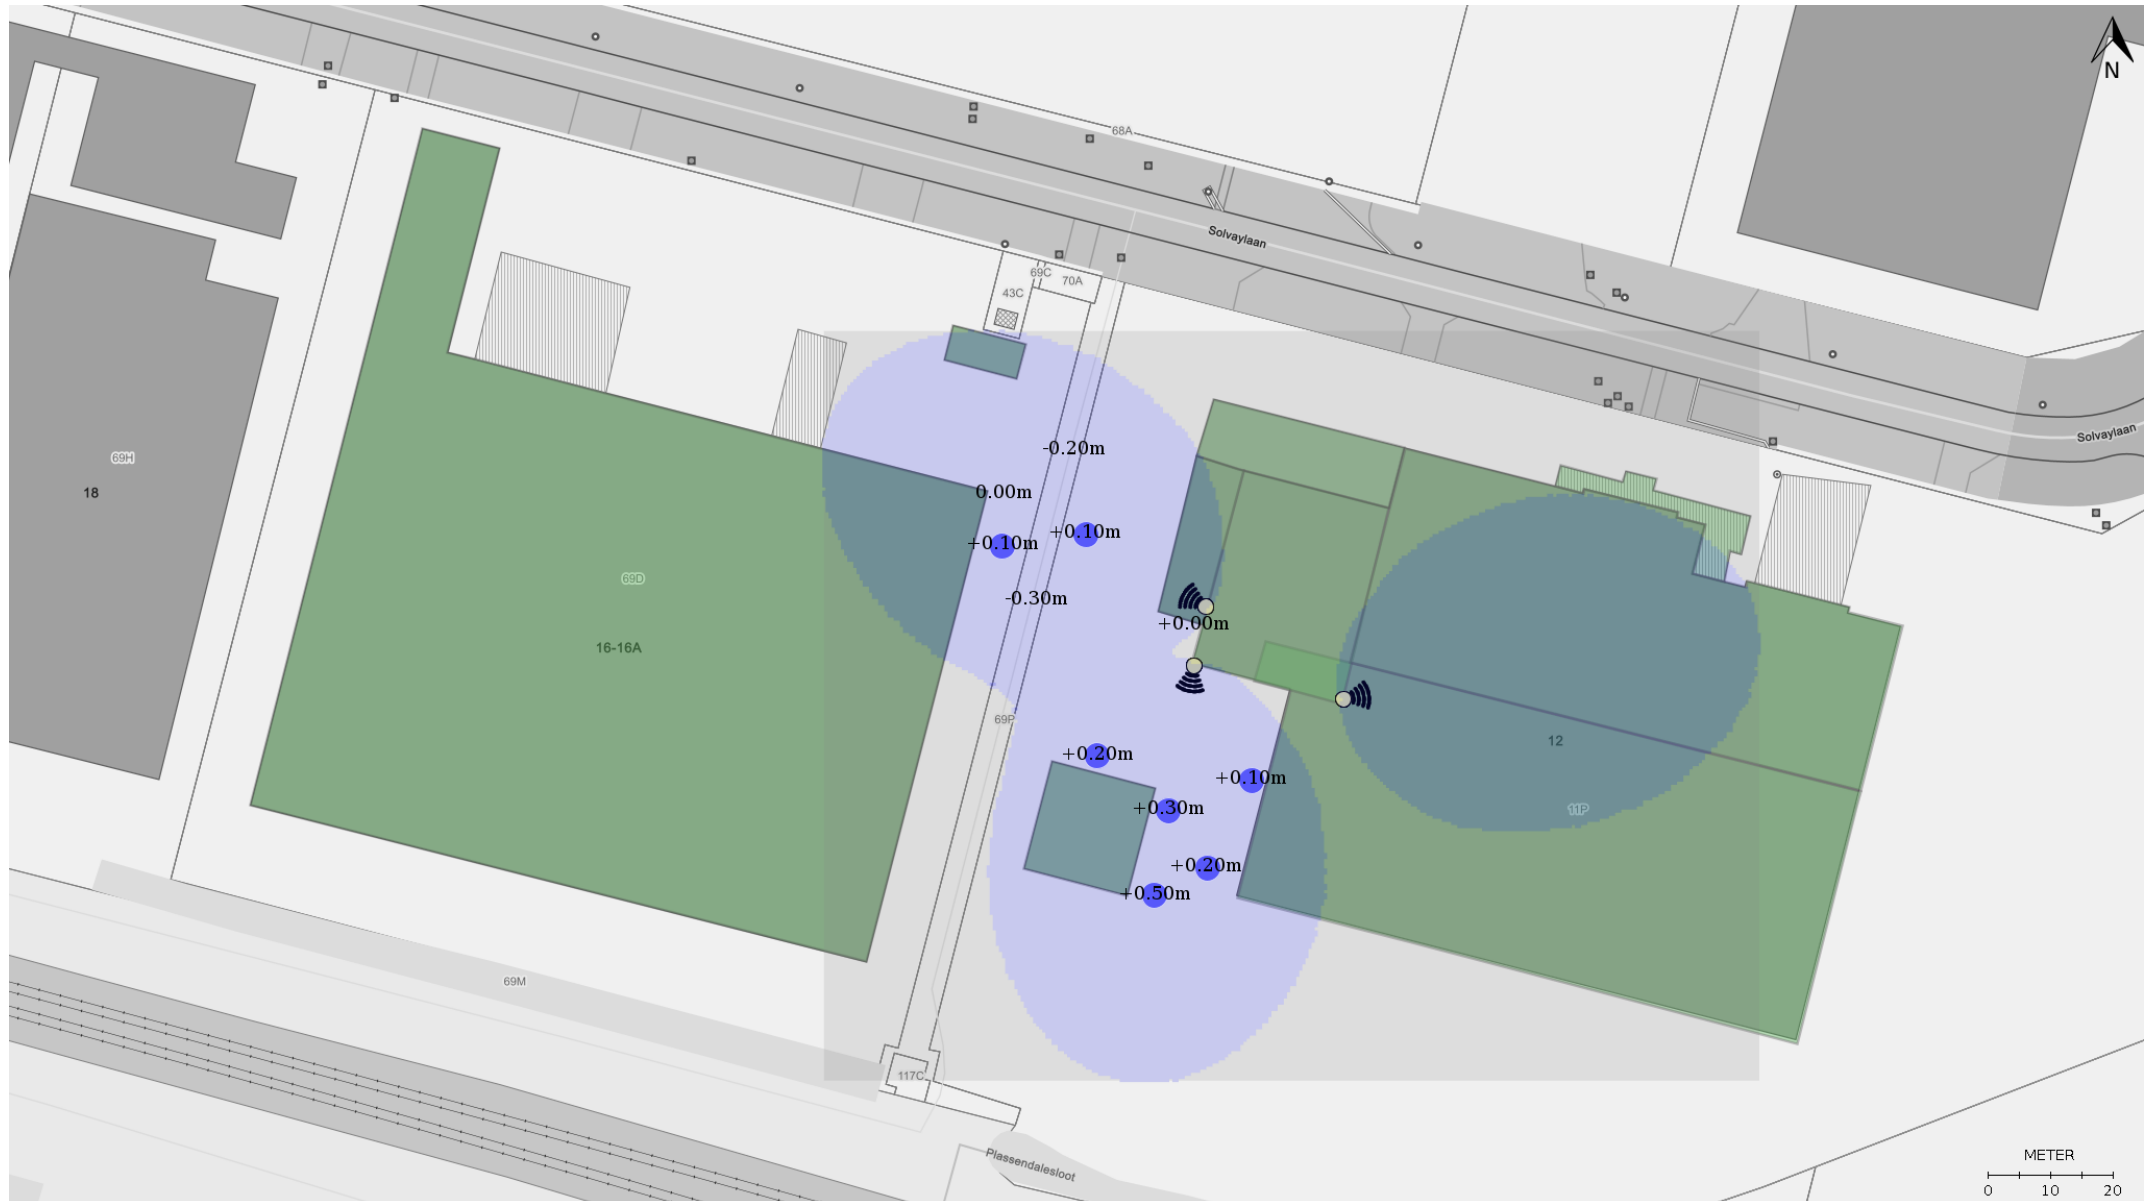 N
68A
Solvaylaan
69C
70A
43C
Solvaylaan
-0.20m
69H
18
0.00m
+0.10m
+0.10m
69D
-0.30m
+0.00m
16-16A
69P
12
+0.20m
+0.10m
+0.30m
11P
+0.20m
+0.50m
69M
117C
Plassendalesloot
METER
0 10 20